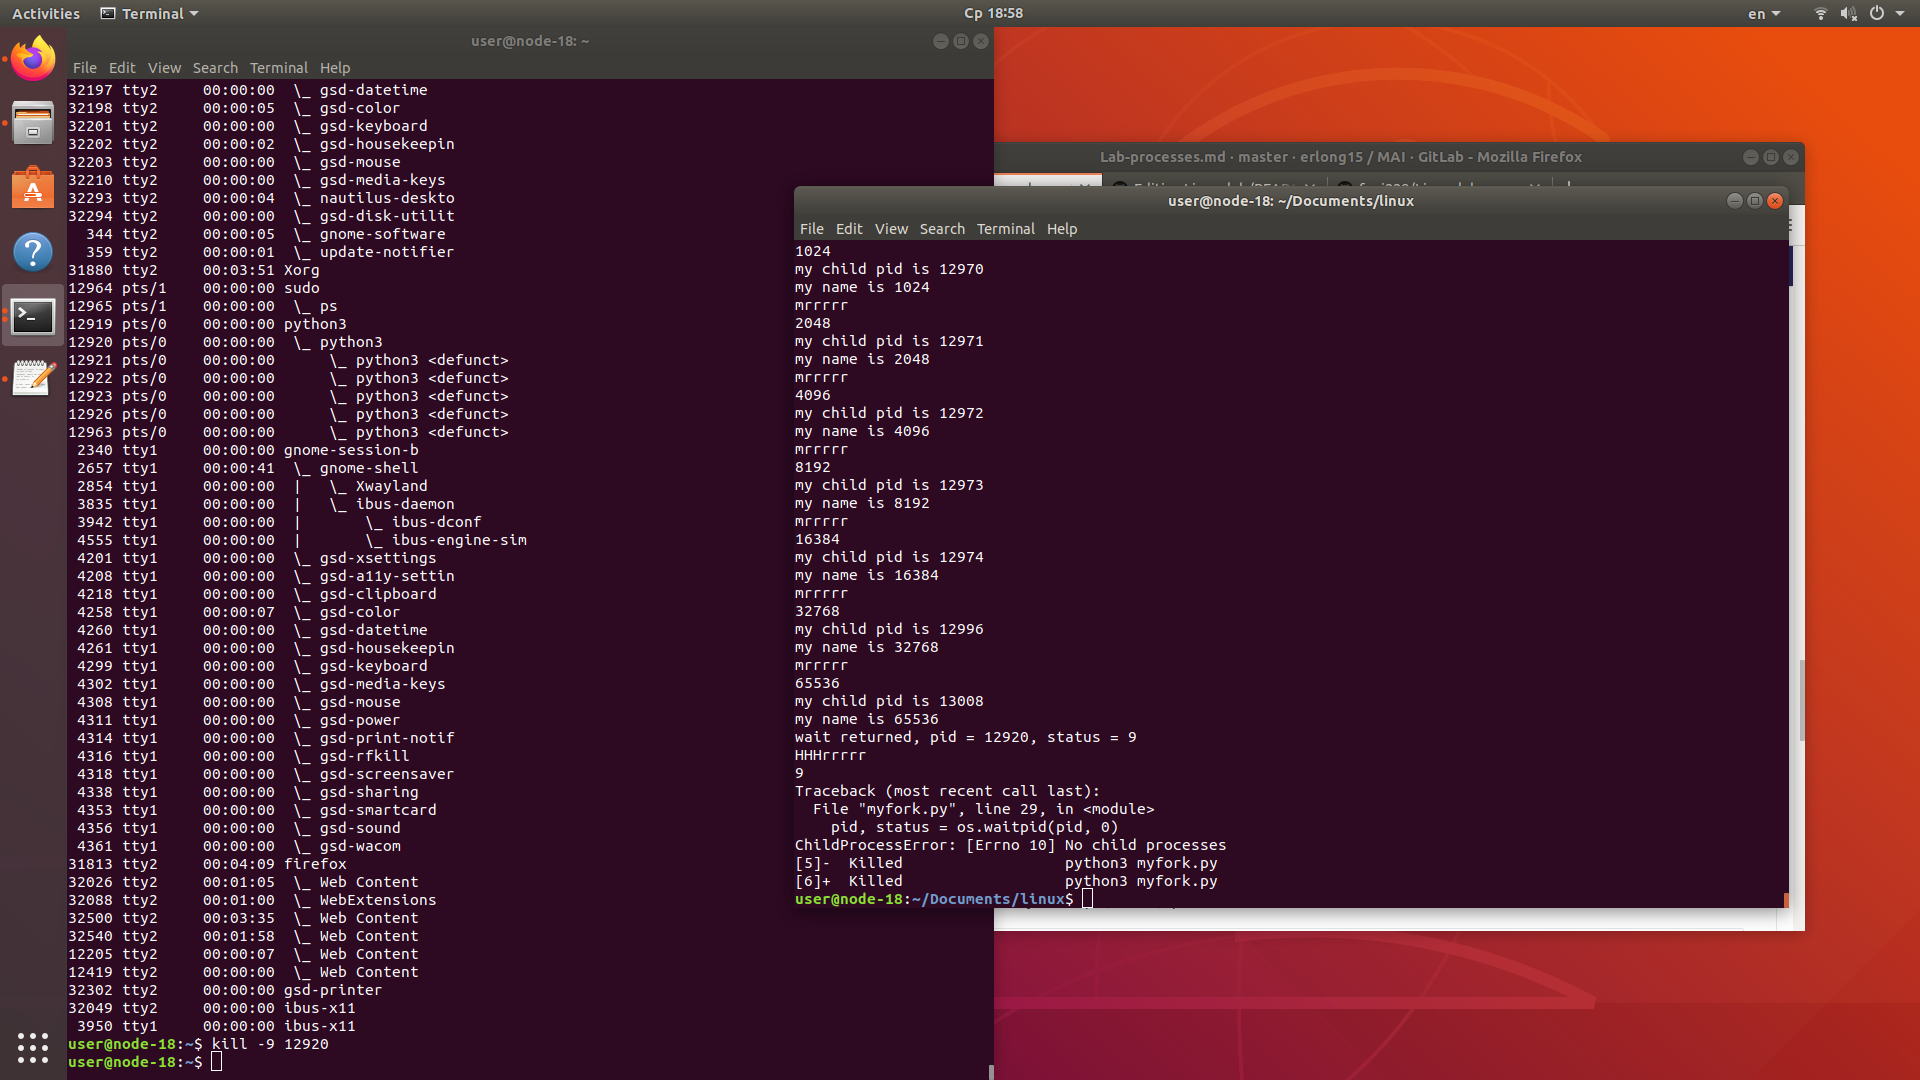 Activities
Terminal
Ср 18:58
en
user@node-18: ~
File Edit View Search Terminal Help
32197 tty2     00:00:00  \_ gsd-datetime
32198 tty2     00:00:05  \_ gsd-color
32201 tty2     00:00:00  \_ gsd-keyboard
32202 tty2     00:00:02  \_ gsd-housekeepin
32203 tty2     00:00:00  \_ gsd-mouse
32210 tty2     00:00:00  \_ gsd-media-keys
32293 tty2     00:00:04  \_ nautilus-deskto
32294 tty2     00:00:00  \_ gsd-disk-utilit
  344 tty2     00:00:05  \_ gnome-software
  359 tty2     00:00:01  \_ update-notifier
31880 tty2     00:03:51 Xorg
12964 pts/1    00:00:00 sudo
12965 pts/1    00:00:00  \_ ps
12919 pts/0    00:00:00 python3
12920 pts/0    00:00:00  \_ python3
12921 pts/0    00:00:00      \_ python3 <defunct>
12922 pts/0    00:00:00      \_ python3 <defunct>
12923 pts/0    00:00:00      \_ python3 <defunct>
12926 pts/0    00:00:00      \_ python3 <defunct>
12963 pts/0    00:00:00      \_ python3 <defunct>
 2340 tty1     00:00:00 gnome-session-b
 2657 tty1     00:00:41  \_ gnome-shell
 2854 tty1     00:00:00  |   \_ Xwayland
 3835 tty1     00:00:00  |   \_ ibus-daemon
 3942 tty1     00:00:00  |       \_ ibus-dconf
 4555 tty1     00:00:00  |       \_ ibus-engine-sim
 4201 tty1     00:00:00  \_ gsd-xsettings
 4208 tty1     00:00:00  \_ gsd-a11y-settin
 4218 tty1     00:00:00  \_ gsd-clipboard
 4258 tty1     00:00:07  \_ gsd-color
 4260 tty1     00:00:00  \_ gsd-datetime
 4261 tty1     00:00:00  \_ gsd-housekeepin
 4299 tty1     00:00:00  \_ gsd-keyboard
 4302 tty1     00:00:00  \_ gsd-media-keys
 4308 tty1     00:00:00  \_ gsd-mouse
 4311 tty1     00:00:00  \_ gsd-power
 4314 tty1     00:00:00  \_ gsd-print-notif
 4316 tty1     00:00:00  \_ gsd-rfkill
 4318 tty1     00:00:00  \_ gsd-screensaver
 4338 tty1     00:00:00  \_ gsd-sharing
 4353 tty1     00:00:00  \_ gsd-smartcard
 4356 tty1     00:00:00  \_ gsd-sound
 4361 tty1     00:00:00  \_ gsd-wacom
31813 tty2     00:04:09 firefox
32026 tty2     00:01:05  \_ Web Content
32088 tty2     00:01:00  \_ WebExtensions
32500 tty2     00:03:35  \_ Web Content
32540 tty2     00:01:58  \_ Web Content
12205 tty2     00:00:07  \_ Web Content
12419 tty2     00:00:00  \_ Web Content
32302 tty2     00:00:00 gsd-printer
32049 tty2     00:00:00 ibus-x11
 3950 tty1     00:00:00 ibus-x11
user@node-18:~$ kill -9 12920
user@node-18:~$
Lab-processes.md · master · erlong15 / MAI · GitLab - Mozilla Firefox
user@node-18: ~/Documents/linux
File Edit View Search Terminal Help
1024
my child pid is 12970
my name is 1024
mrrrrr
2048
my child pid is 12971
my name is 2048
mrrrrr
4096
my child pid is 12972
my name is 4096
mrrrrr
8192
my child pid is 12973
my name is 8192
mrrrrr
16384
my child pid is 12974
my name is 16384
mrrrrr
32768
my child pid is 12996
my name is 32768
mrrrrr
65536
my child pid is 13008
my name is 65536
wait returned, pid = 12920, status = 9
HHHrrrrr
9
Traceback (most recent call last):
  File "myfork.py", line 29, in <module>
    pid, status = os.waitpid(pid, 0)
ChildProcessError: [Errno 10] No child processes
[5]-  Killed                  python3 myfork.py
[6]+  Killed                  python3 myfork.py
user@node-18:~/Documents/linux$